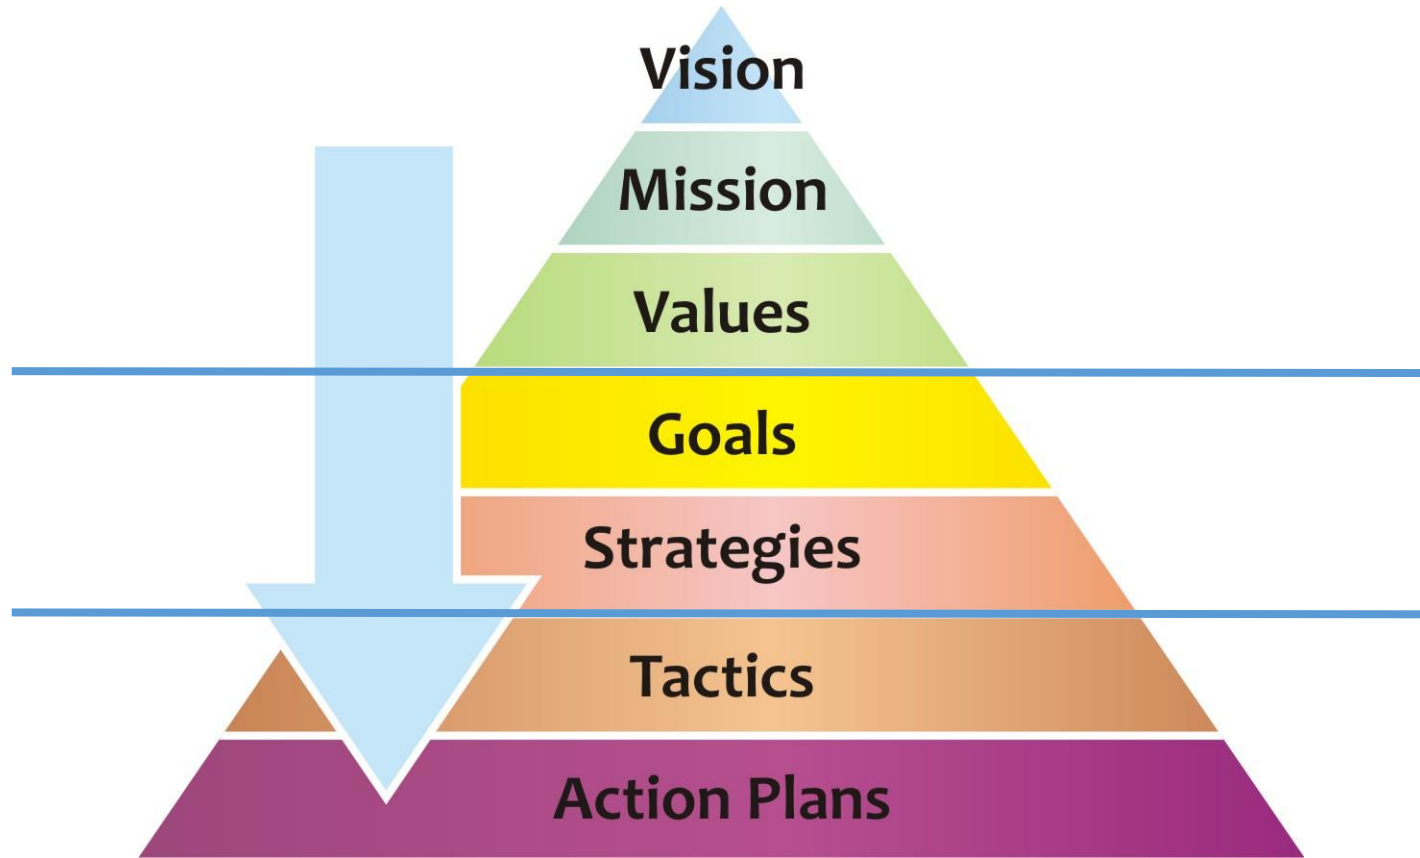 Vision
Mission
Values
Goals
Strategies
Tactics
Action Plans